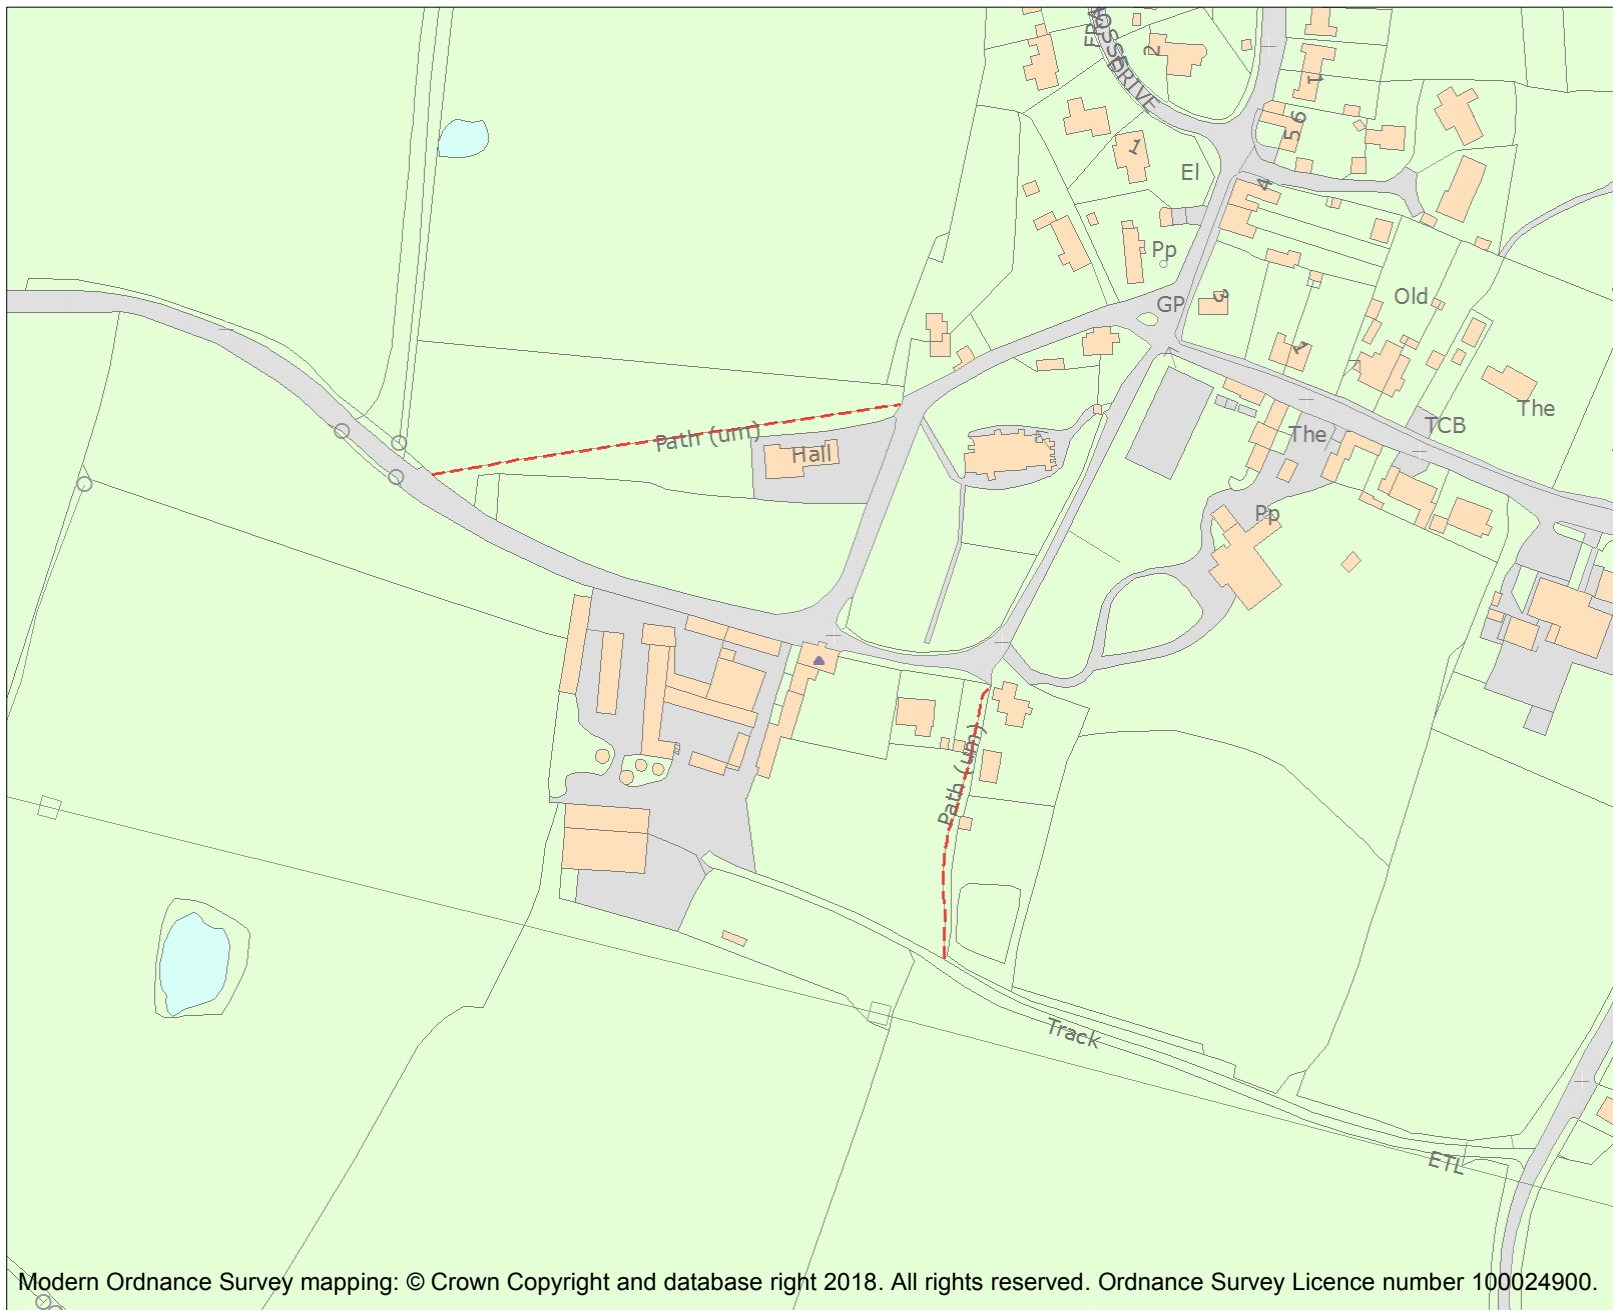 DRIVE
2
1
5 6
1
El
4
Pp
GP
3
Old
1
The
TCB
The
Path (um)
Hall
Pp
Path (um)
Track
ETL
Modern Ordnance Survey mapping: © Crown Copyright and database right 2018. All rights reserved. Ordnance Survey Licence number 100024900.